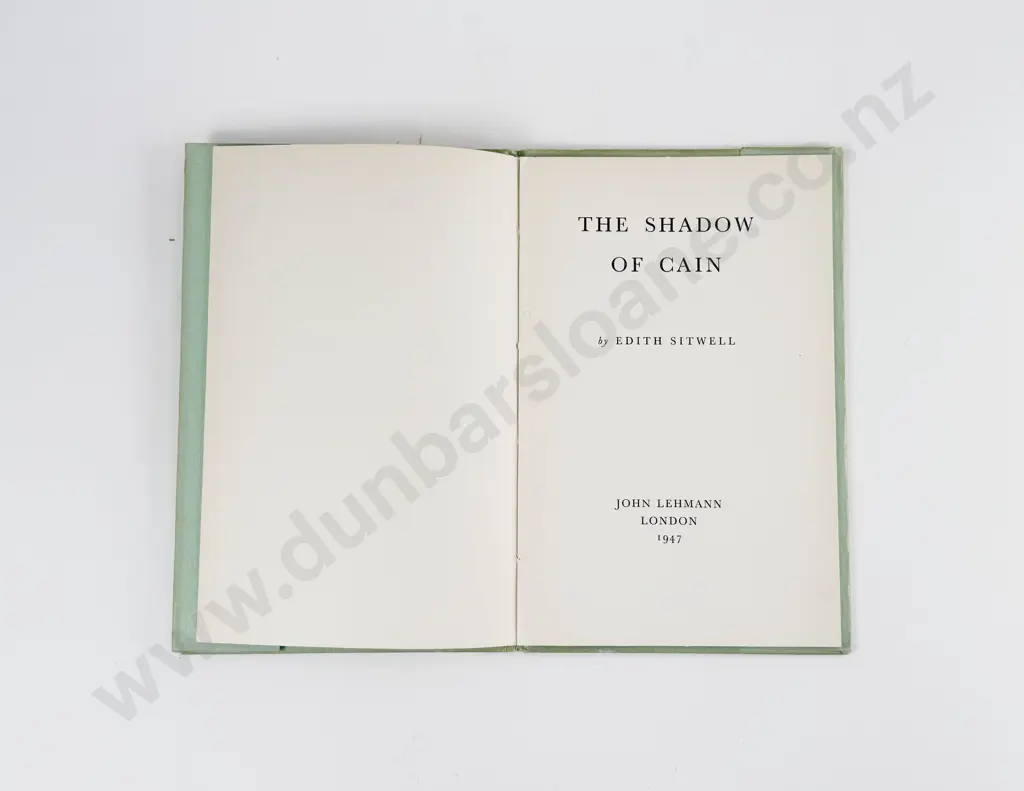 THE SHADOW
OF CAIN
by EDITH SITWELL
JOHN LEHMANN
LONDON
1947
www.dunbarsloane.co.nz